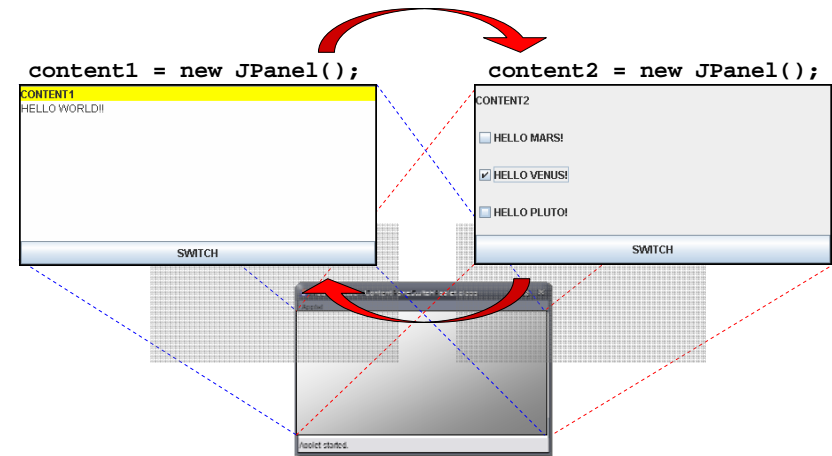 content1 = new JPanel();
content2 = new JPanel();
CONTENT1
HELLO WORLD!!
SWITCH
CONTENT2
HELLO MARS!
HELLO VENUS!
HELLO PLUTO!
SWITCH
Applet
Applet started.